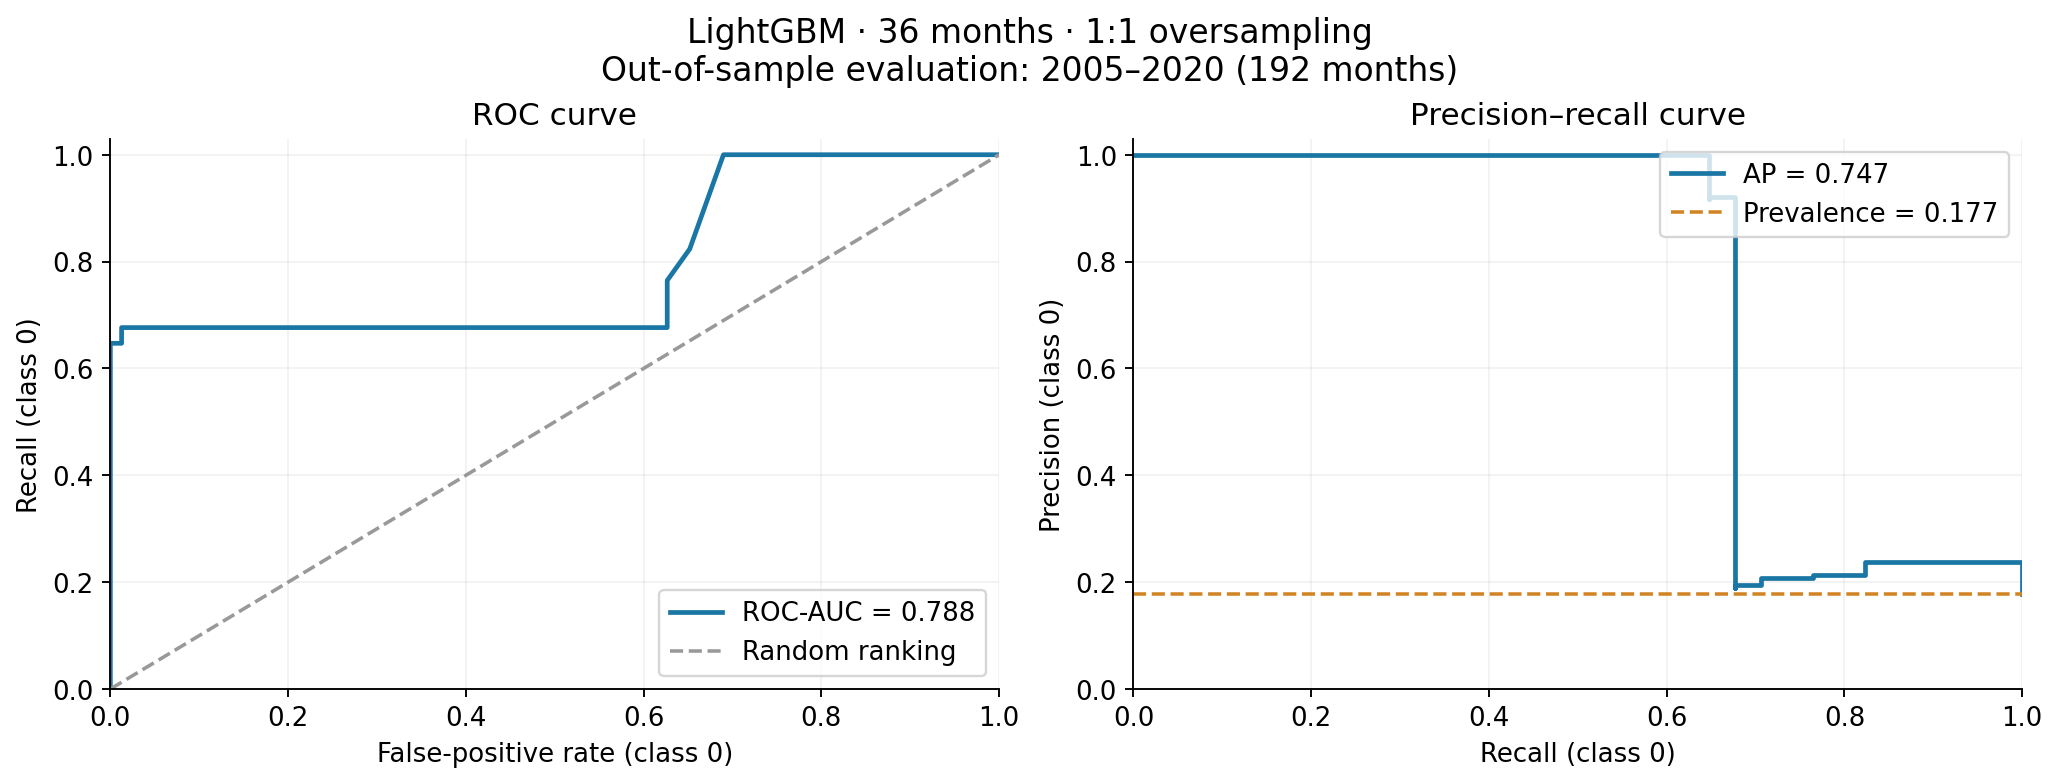 LightGBM · 36 months · 1:1 oversampling
Out-of-sample evaluation: 2005–2020 (192 months)
ROC curve
Recall (class 0)
1.0
0.8
0.6
0.4
0.2
0.0
0.0 0.2 0.4 0.6 0.8 1.0
False-positive rate (class 0)
ROC-AUC = 0.788
Random ranking
Precision–recall curve
Precision (class 0)
1.0
0.8
0.6
0.4
0.2
0.0
0.0 0.2 0.4 0.6 0.8 1.0
Recall (class 0)
AP = 0.747
Prevalence = 0.177